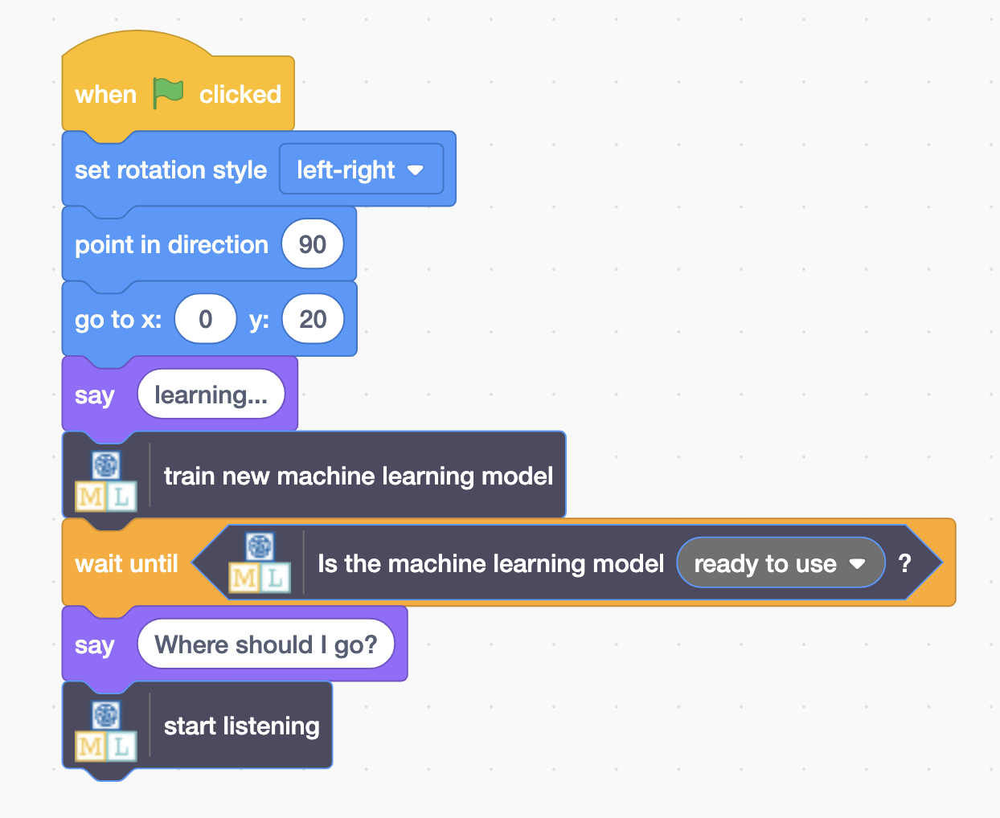 when clicked
set rotation style left-right
point in direction 90
go to x: 0 y: 20
say learning...
M L train new machine learning model
wait until M L Is the machine learning model ready to use ?
say Where should I go?
M L start listening